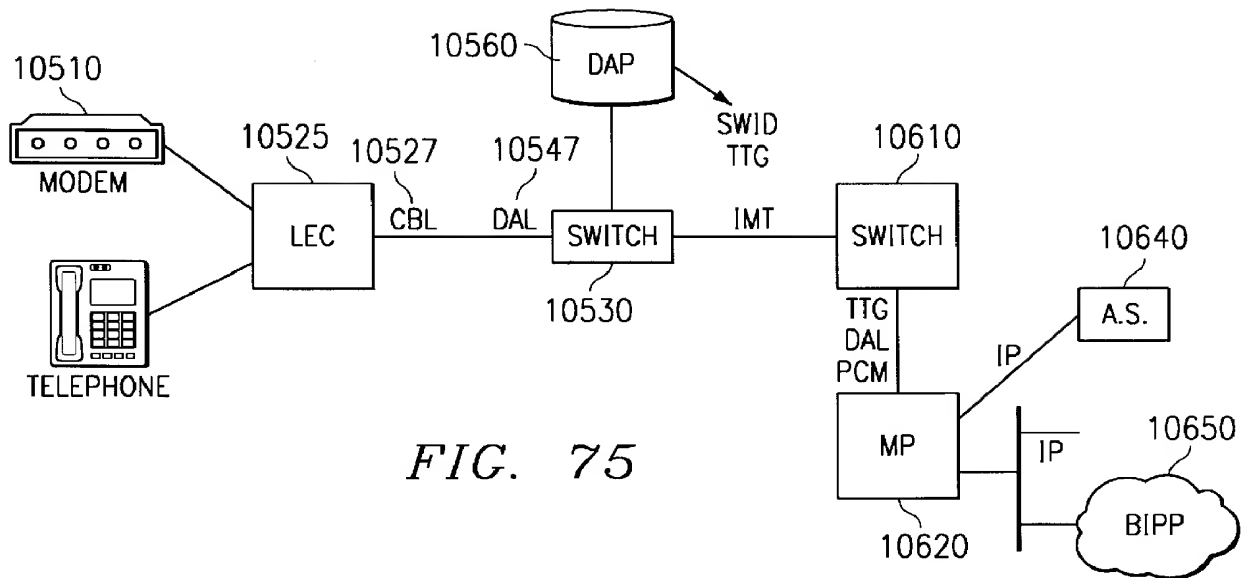 10560
DAP
10510
SWID
TTG
MODEM
10525
10527
10547
10610
LEC
CBL
DAL
SWITCH
IMT
SWITCH
10640
A.S.
10530
TTG
DAL
PCM
IP
TELEPHONE
MP
IP
10650
BIPP
10620
FIG. 75